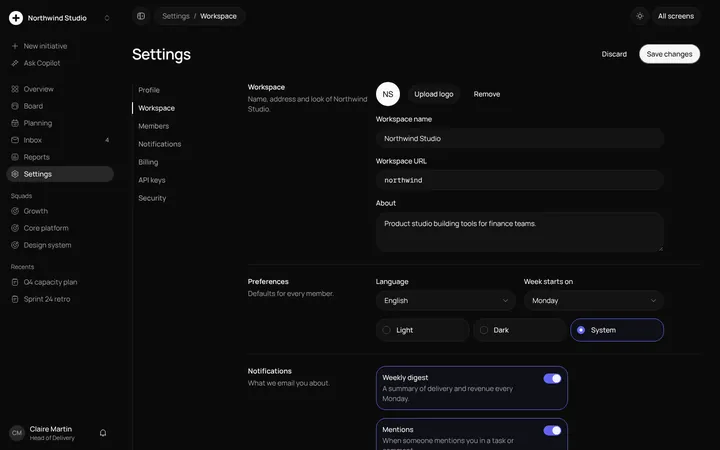 Northwind Studio
New initiative
Ask Copilot
Overview
Board
Planning
Inbox 4
Reports
Settings
Squads
Growth
Core platform
Design system
Recents
Q4 capacity plan
Sprint 24 retro
CM
Claire Martin
Head of Delivery
Settings / Workspace
All screens
Settings
Discard
Save changes
Profile
Workspace
Members
Notifications
Billing
API keys
Security
Workspace
Name, address and look of Northwind
Studio.
NS
Upload logo
Remove
Workspace name
Northwind Studio
Workspace URL
northwind
About
Product studio building tools for finance teams.
Preferences
Defaults for every member.
Language
English
Week starts on
Monday
Light
Dark
System
Notifications
What we email you about.
Weekly digest
A summary of delivery and revenue every
Monday.
Mentions
When someone mentions you in a task or